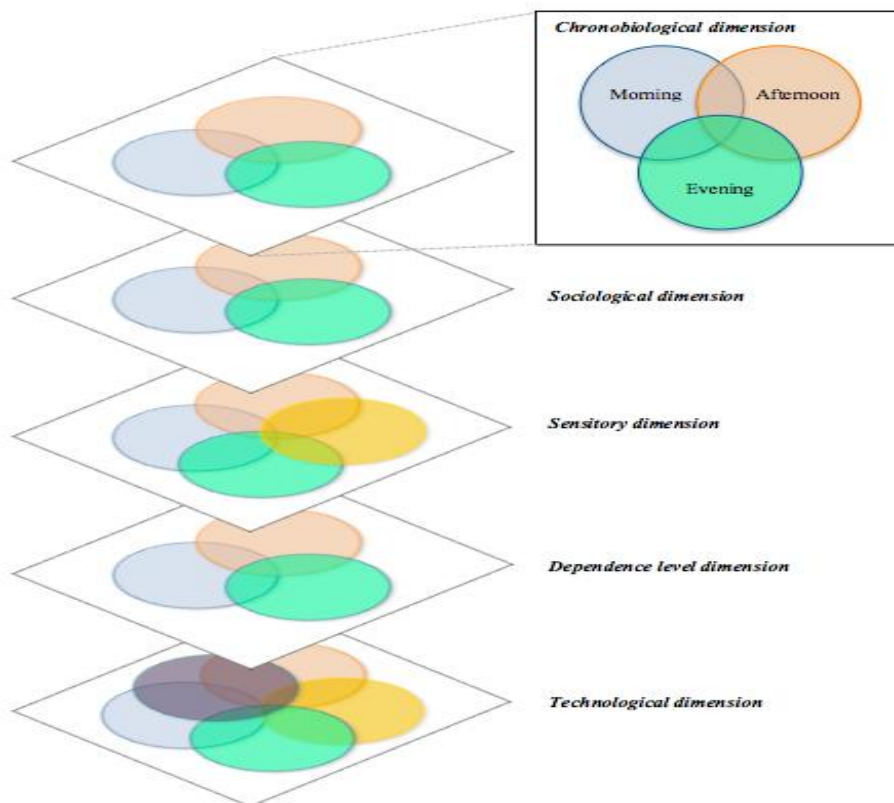 Chronobiological dimension
Morning
Afternoon
Evening
Sociological dimension
Sensitory dimension
Dependence level dimension
Technological dimension